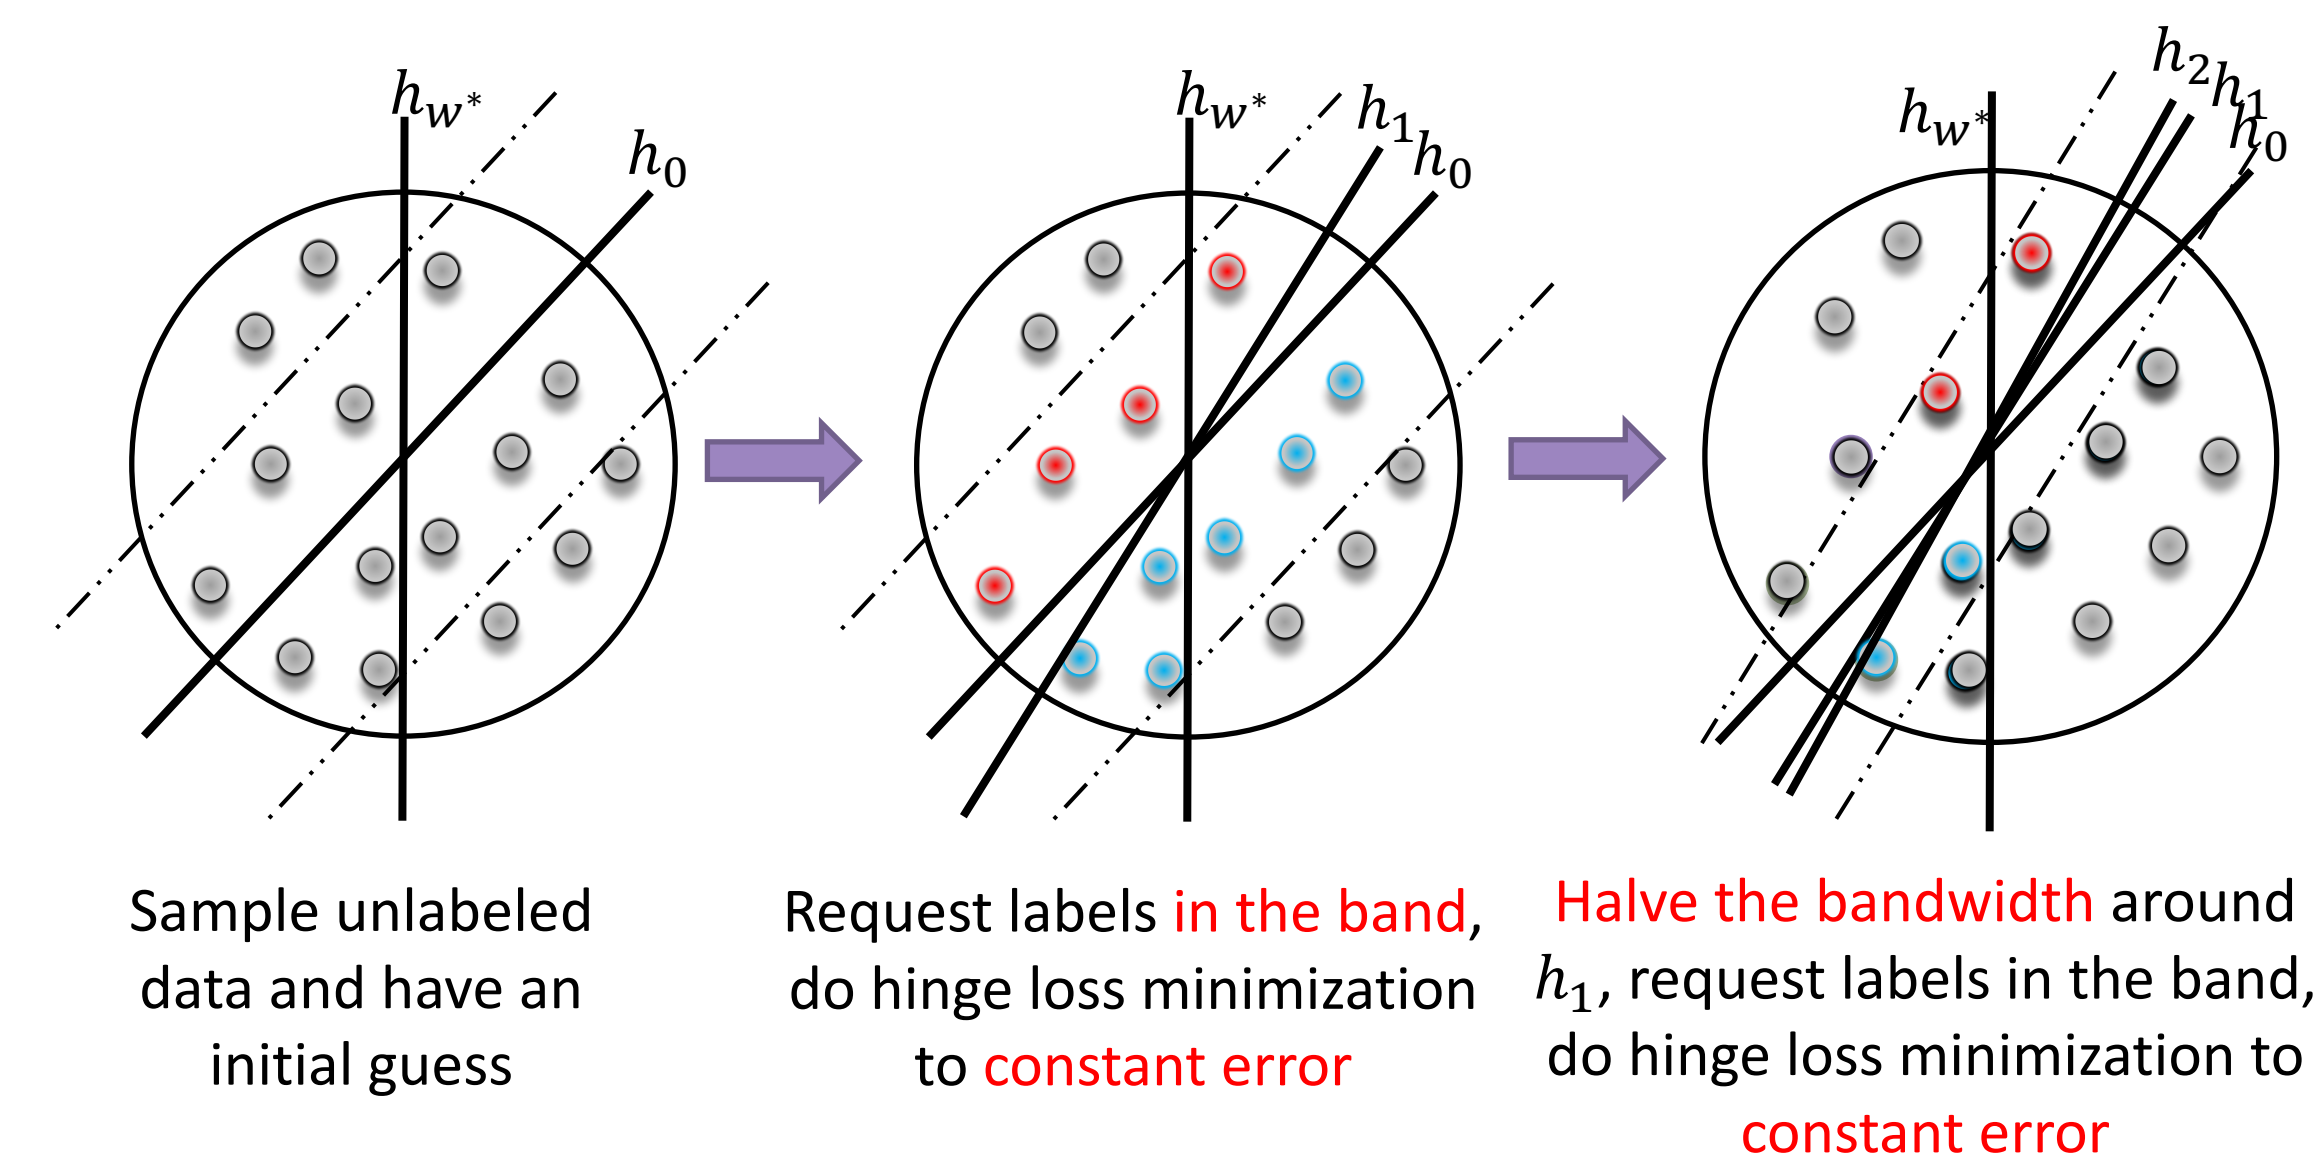 h_{w^*}
h_0
h_{w^*}
h_1
h_0
h_{w^*}
h_2
h_1
h_0
Sample unlabeled
data and have an
initial guess
Request labels in the band,
do hinge loss minimization
to constant error
Halve the bandwidth around
h_1, request labels in the band,
do hinge loss minimization to
constant error